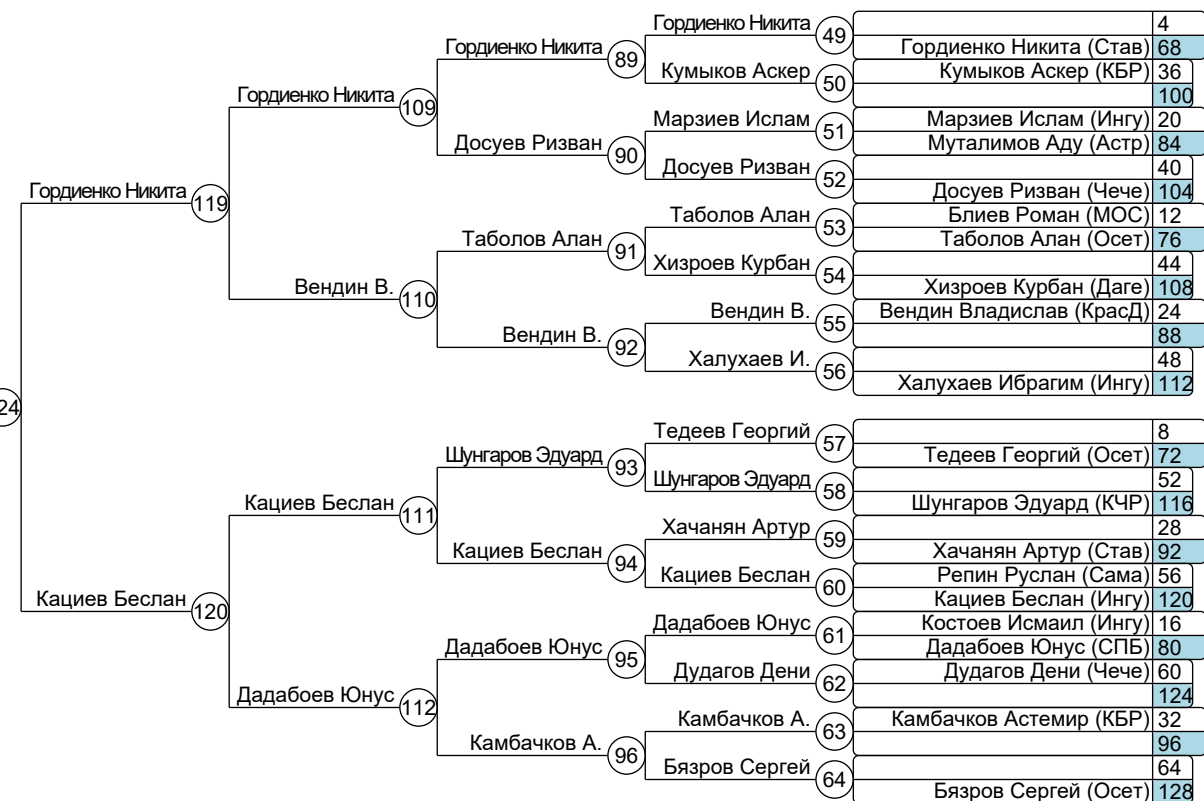 Гордиенко Никита 49 4
Гордиенко Никита 89 Гордиенко Никита (Став) 68
Кумыков Аскер 50 Кумыков Аскер (КБР) 36
Гордиенко Никита 109 100
Марзиев Ислам 51 Марзиев Ислам (Ингу) 20
Досуев Ризван 90 Муталимов Аду (Астр) 84
Досуев Ризван 52 40
Гордиенко Никита 119 Досуев Ризван (Чече) 104
Таболов Алан 53 Блиев Роман (МОС) 12
Таболов Алан 91 Таболов Алан (Осет) 76
Хизроев Курбан 54 44
Вендин В. 110 Хизроев Курбан (Даге) 108
Вендин В. 55 Вендин Владислав (КрасД) 24
Вендин В. 92 88
Халухаев И. 56 48
Халухаев Ибрагим (Ингу) 112
24
Тедеев Георгий 57 8
Шунгаров Эдуард 93 Тедеев Георгий (Осет) 72
Шунгаров Эдуард 58 52
Кациев Беслан 111 Шунгаров Эдуард (КЧР) 116
Хачанян Артур 59 28
Кациев Беслан 94 Хачанян Артур (Став) 92
Кациев Беслан 60 Репин Руслан (Сама) 56
Кациев Беслан 120 Кациев Беслан (Ингу) 120
Дадабоев Юнус 61 Костоев Исмаил (Ингу) 16
Дадабоев Юнус 95 Дадабоев Юнус (СПБ) 80
Дудагов Дени 62 Дудагов Дени (Чече) 60
Дадабоев Юнус 112 124
Камбачков А. 63 Камбачков Астемир (КБР) 32
Камбачков А. 96 96
Бязров Сергей 64 64
Бязров Сергей (Осет) 128